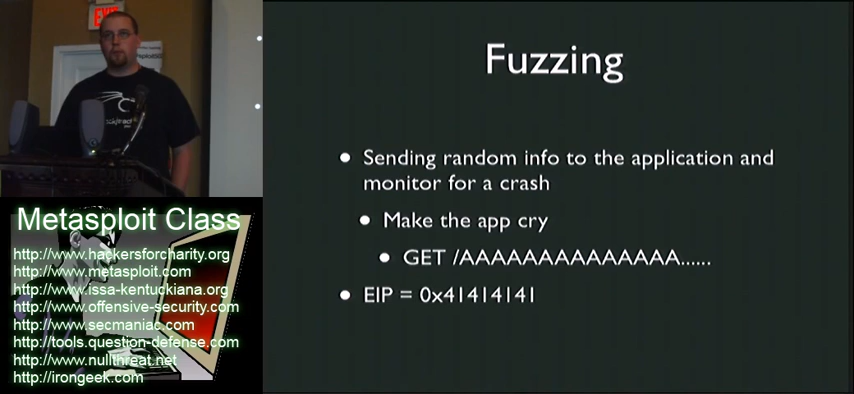 EXIT
Fuzzing
• Sending random info to the application and
monitor for a crash
• Make the app cry
• GET /AAAAAAAAAAAAAAA......
• EIP = 0x41414141
Metasploit Class
http://www.hackersforcharity.org
http://www.metasploit.com
http://www.issa-kentuckiana.org
http://www.offensive-security.com
http://www.secmaniac.com
http://tools.question-defense.com
http://www.nullthreat.net
http://irongeek.com